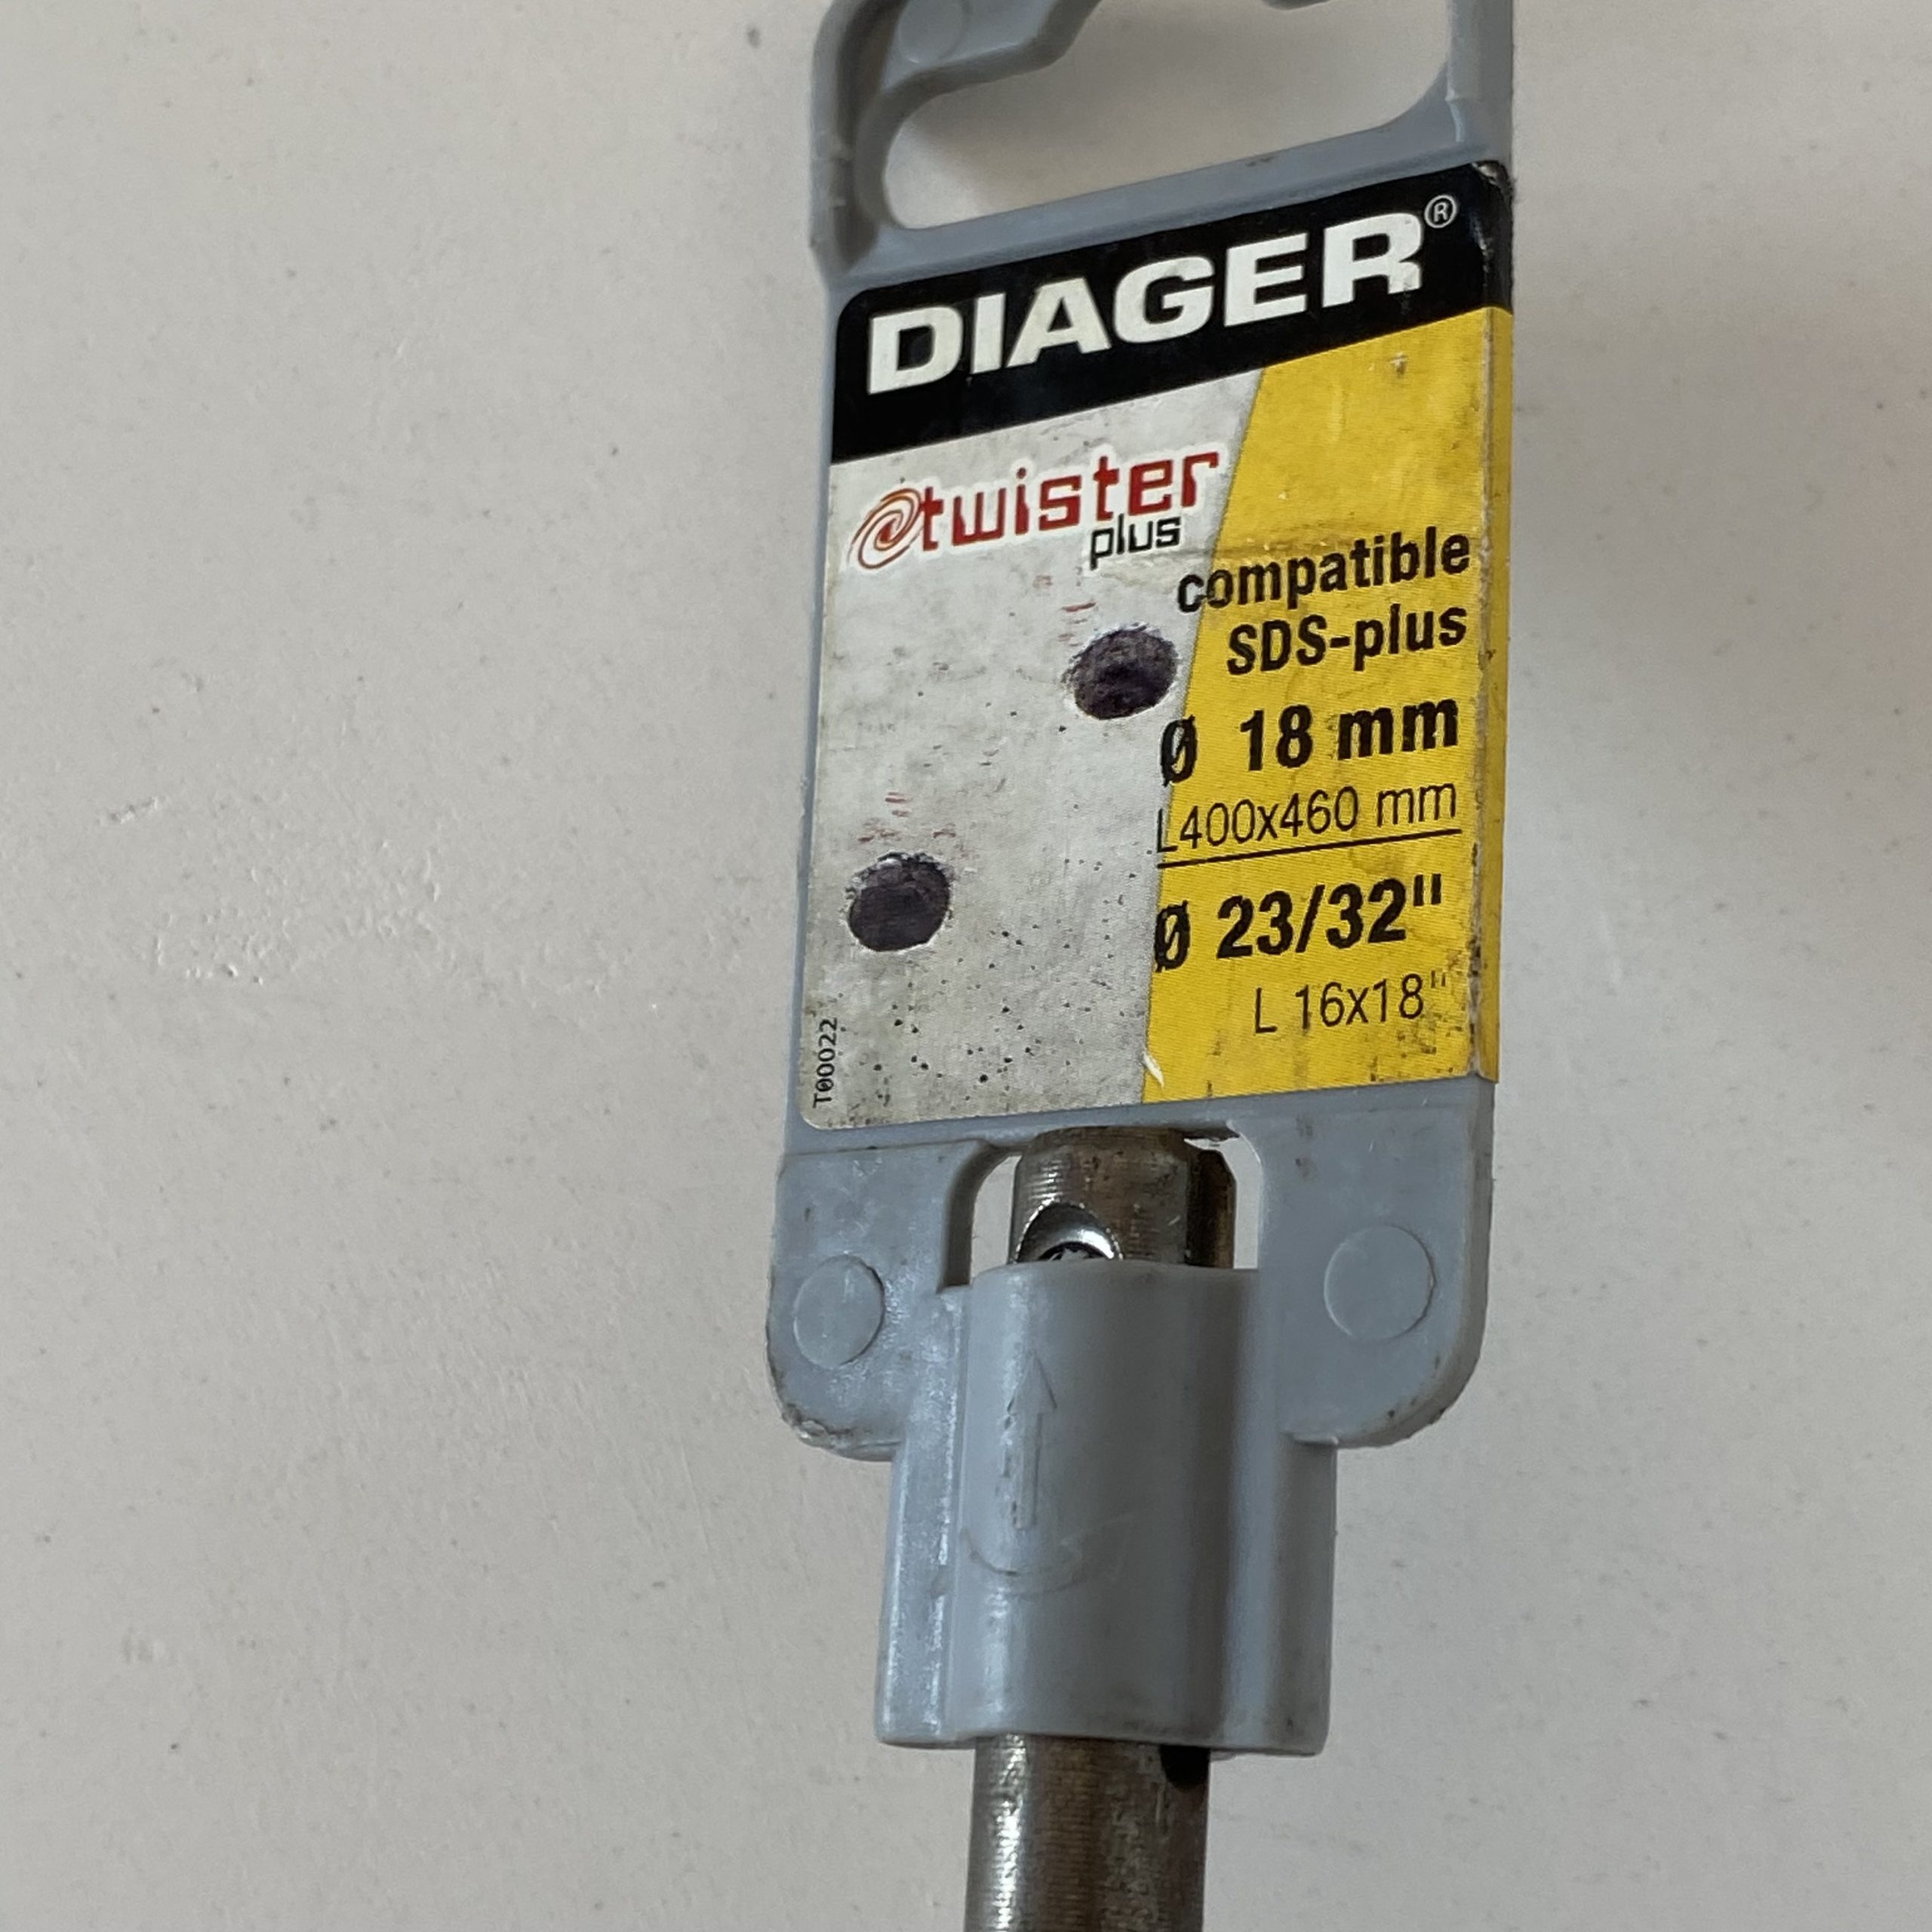 DIAGER®
twister
plus
compatible
SDS-plus
Ø 18 mm
L400x460 mm
Ø 23/32"
L 16x18"
T00022